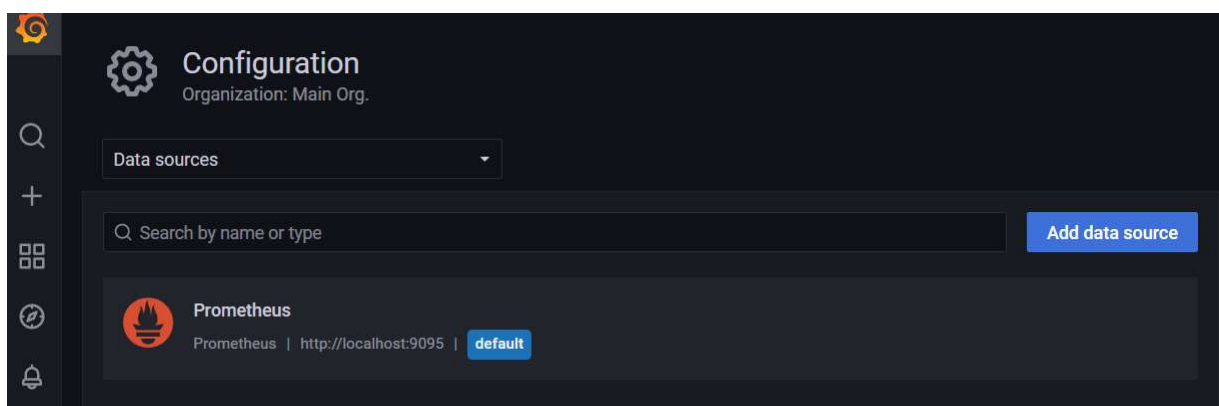 Configuration
Organization: Main Org.
Data sources
Search by name or type
Add data source
Prometheus
Prometheus | http://localhost:9095 | default